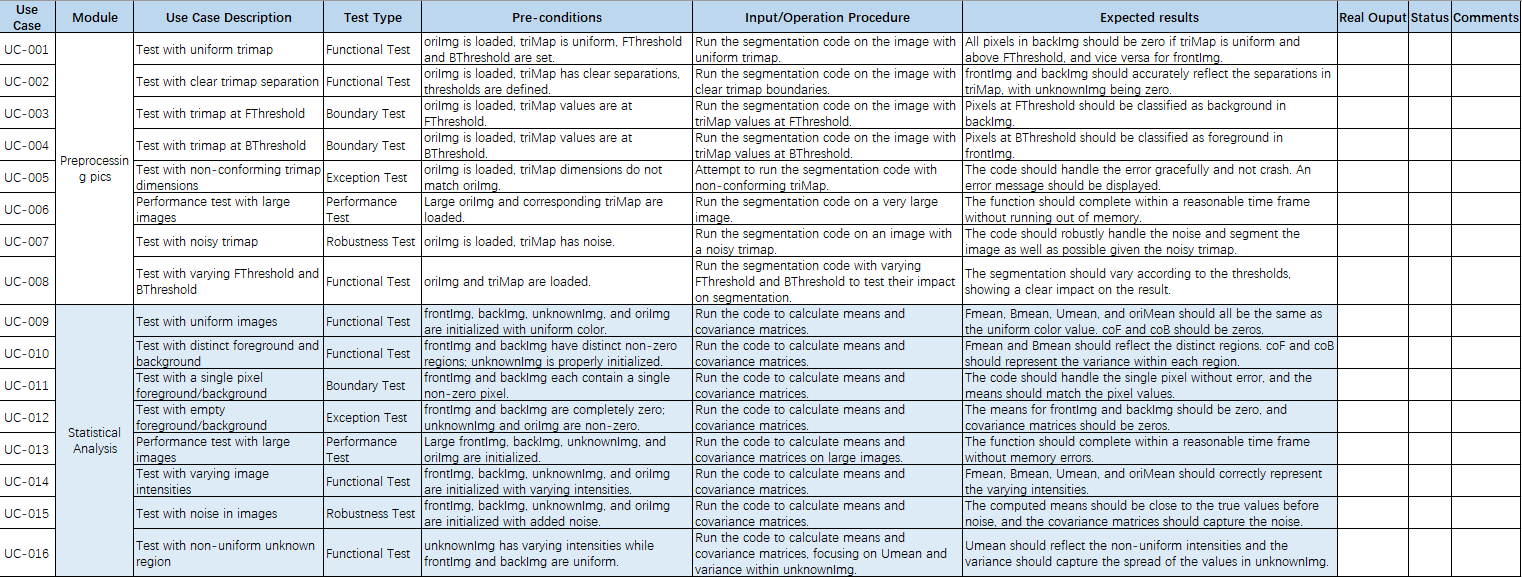 Use Case Module Use Case Description Test Type Pre-conditions Input/Operation Procedure Expected results Real Ouput Status Comments
UC-001 Test with uniform trimap Functional Test oriImg is loaded, triMap is uniform, FThreshold and BThreshold are set. Run the segmentation code on the image with uniform trimap. All pixels in backImg should be zero if triMap is uniform and above FThreshold, and vice versa for frontImg.
UC-002 Test with clear trimap separation Functional Test oriImg is loaded, triMap has clear separations, thresholds are defined. Run the segmentation code on the image with clear trimap boundaries. frontImg and backImg should accurately reflect the separations in triMap, with unknownImg being zero.
UC-003 Test with trimap at FThreshold Boundary Test oriImg is loaded, triMap values are at FThreshold. Run the segmentation code on the image with triMap values at FThreshold. Pixels at FThreshold should be classified as background in backImg.
UC-004 Test with trimap at BThreshold Boundary Test oriImg is loaded, triMap values are at BThreshold. Run the segmentation code on the image with triMap values at BThreshold. Pixels at BThreshold should be classified as foreground in frontImg.
Preprocessing pics
UC-005 Test with non-conforming trimap dimensions Exception Test oriImg is loaded, triMap dimensions do not match oriImg. Attempt to run the segmentation code with non-conforming triMap. The code should handle the error gracefully and not crash. An error message should be displayed.
UC-006 Performance test with large images Performance Test Large oriImg and corresponding triMap are loaded. Run the segmentation code on a very large image. The function should complete within a reasonable time frame without running out of memory.
UC-007 Test with noisy trimap Robustness Test oriImg is loaded, triMap has noise. Run the segmentation code on an image with a noisy trimap. The code should robustly handle the noise and segment the image as well as possible given the noisy trimap.
UC-008 Test with varying FThreshold and BThreshold Functional Test oriImg and triMap are loaded. Run the segmentation code with varying FThreshold and BThreshold to test their impact on segmentation. The segmentation should vary according to the thresholds, showing a clear impact on the result.
UC-009 Test with uniform images Functional Test frontImg, backImg, unknownImg, and oriImg are initialized with uniform color. Run the code to calculate means and covariance matrices. Fmean, Bmean, Umean, and oriMean should all be the same as the uniform color value. coF and coB should be zeros.
UC-010 Test with distinct foreground and background Functional Test frontImg and backImg have distinct non-zero regions; unknownImg is properly initialized. Run the code to calculate means and covariance matrices. Fmean and Bmean should reflect the distinct regions. coF and coB should represent the variance within each region.
UC-011 Test with a single pixel foreground/background Boundary Test frontImg and backImg each contain a single non-zero pixel. Run the code to calculate means and covariance matrices. The code should handle the single pixel without error, and the means should match the pixel values.
UC-012 Test with empty foreground/background Exception Test frontImg and backImg are completely zero; unknownImg and oriImg are non-zero. Run the code to calculate means and covariance matrices. The means for frontImg and backImg should be zero, and covariance matrices should be zeros.
Statistical Analysis
UC-013 Performance test with large images Performance Test Large frontImg, backImg, unknownImg, and oriImg are initialized. Run the code to calculate means and covariance matrices on large images. The function should complete within a reasonable time frame without memory errors.
UC-014 Test with varying image intensities Functional Test frontImg, backImg, unknownImg, and oriImg are initialized with varying intensities. Run the code to calculate means and covariance matrices. Fmean, Bmean, Umean, and oriMean should correctly represent the varying intensities.
UC-015 Test with noise in images Robustness Test frontImg, backImg, unknownImg, and oriImg are initialized with added noise. Run the code to calculate means and covariance matrices. The computed means should be close to the true values before noise, and the covariance matrices should capture the noise.
UC-016 Test with non-uniform unknown region Functional Test unknownImg has varying intensities while frontImg and backImg are uniform. Run the code to calculate means and covariance matrices, focusing on Umean and variance within unknownImg. Umean should reflect the non-uniform intensities and the variance should capture the spread of the values in unknownImg.